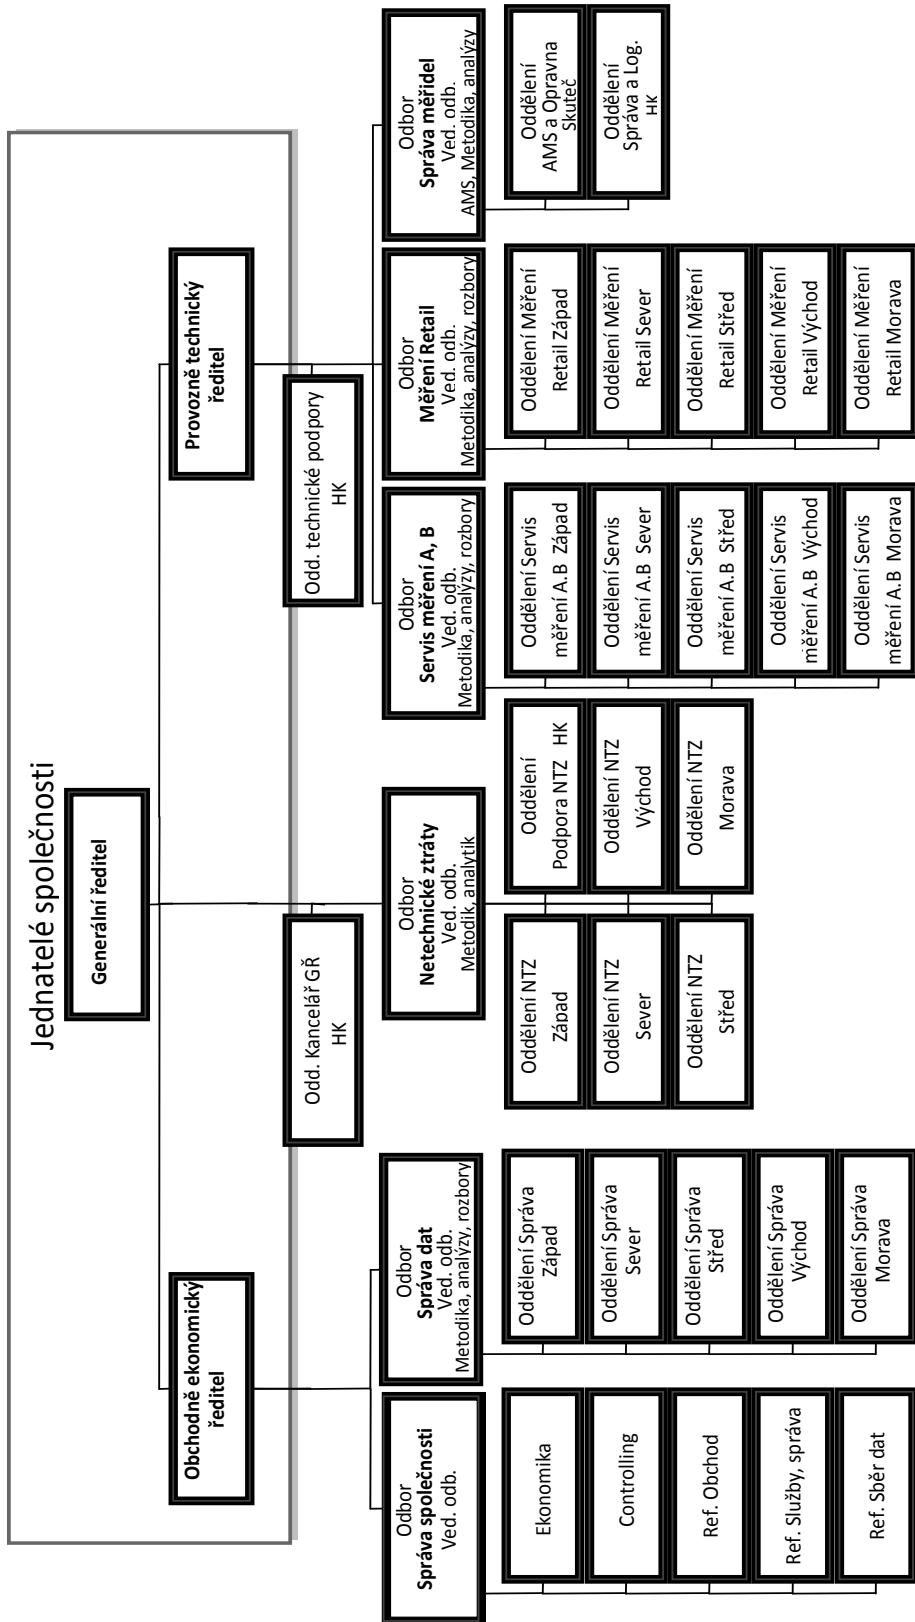 Jednatelé společnosti
Generální ředitel
Obchodně ekonomický
ředitel
Provozně technický
ředitel
Odd. Kancelář GŘ
HK
Odd. technické podpory
HK
Odbor
Správa společnosti
Ved. odb.
Odbor
Správa dat
Ved. odb.
Metodika, analýzy, rozbory
Odbor
Netechnické ztráty
Ved. odb.
Metodik, analytik
Odbor
Servis měření A, B
Ved. odb.
Metodika, analýzy, rozbory
Odbor
Měření Retail
Ved. odb.
Metodika, analýzy, rozbory
Odbor
Správa měřidel
Ved. odb.
AMS, Metodika, analýzy
Ekonomika
Controlling
Ref. Obchod
Ref. Služby, správa
Ref. Sběr dat
Oddělení Správa
Západ
Oddělení Správa
Sever
Oddělení Správa
Střed
Oddělení Správa
Východ
Oddělení Správa
Morava
Oddělení NTZ
Západ
Oddělení NTZ
Sever
Oddělení NTZ
Střed
Oddělení
Podpora NTZ HK
Oddělení NTZ
Východ
Oddělení NTZ
Morava
Oddělení Servis
měření A.B Západ
Oddělení Servis
měření A.B Sever
Oddělení Servis
měření A.B Střed
Oddělení Servis
měření A.B Východ
Oddělení Servis
měření A.B Morava
Oddělení Měření
Retail Západ
Oddělení Měření
Retail Sever
Oddělení Měření
Retail Střed
Oddělení Měření
Retail Východ
Oddělení Měření
Retail Morava
Oddělení
AMS a Opravna
Skuteč
Oddělení
Správa a Log.
HK